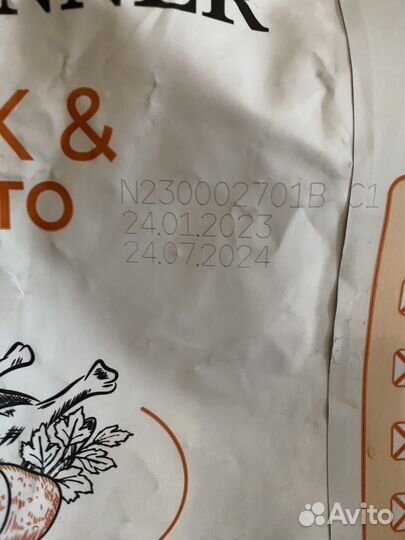 NNER
K &
TO
N230002701B C1
24.01.2023
24.07.2024
Avito